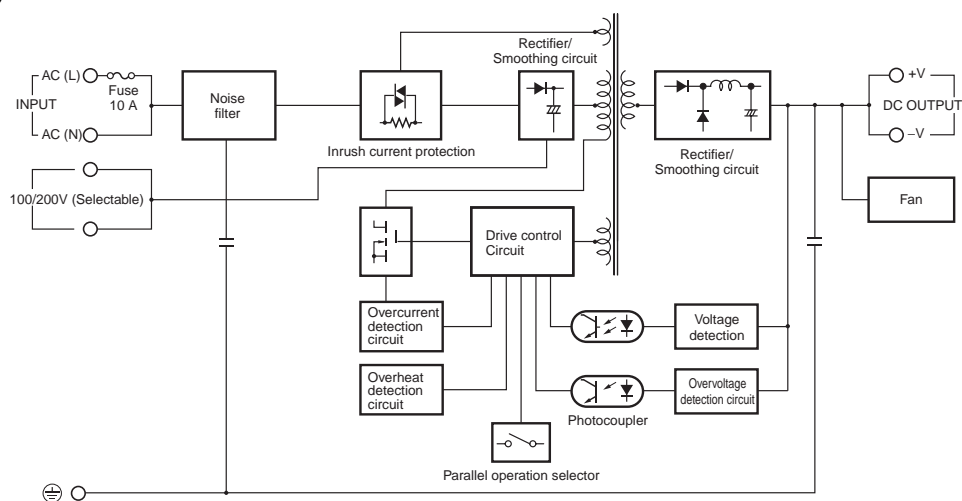 Rectifier/
Smoothing circuit
AC (L)
Fuse
10 A
INPUT
AC (N)
Noise
filter
Inrush current protection
Rectifier/
Smoothing circuit
+V
DC OUTPUT
−V
100/200V (Selectable)
Fan
Drive control
Circuit
Overcurrent
detection
circuit
Voltage
detection
Overheat
detection
circuit
Overvoltage
detection circuit
Photocoupler
Parallel operation selector